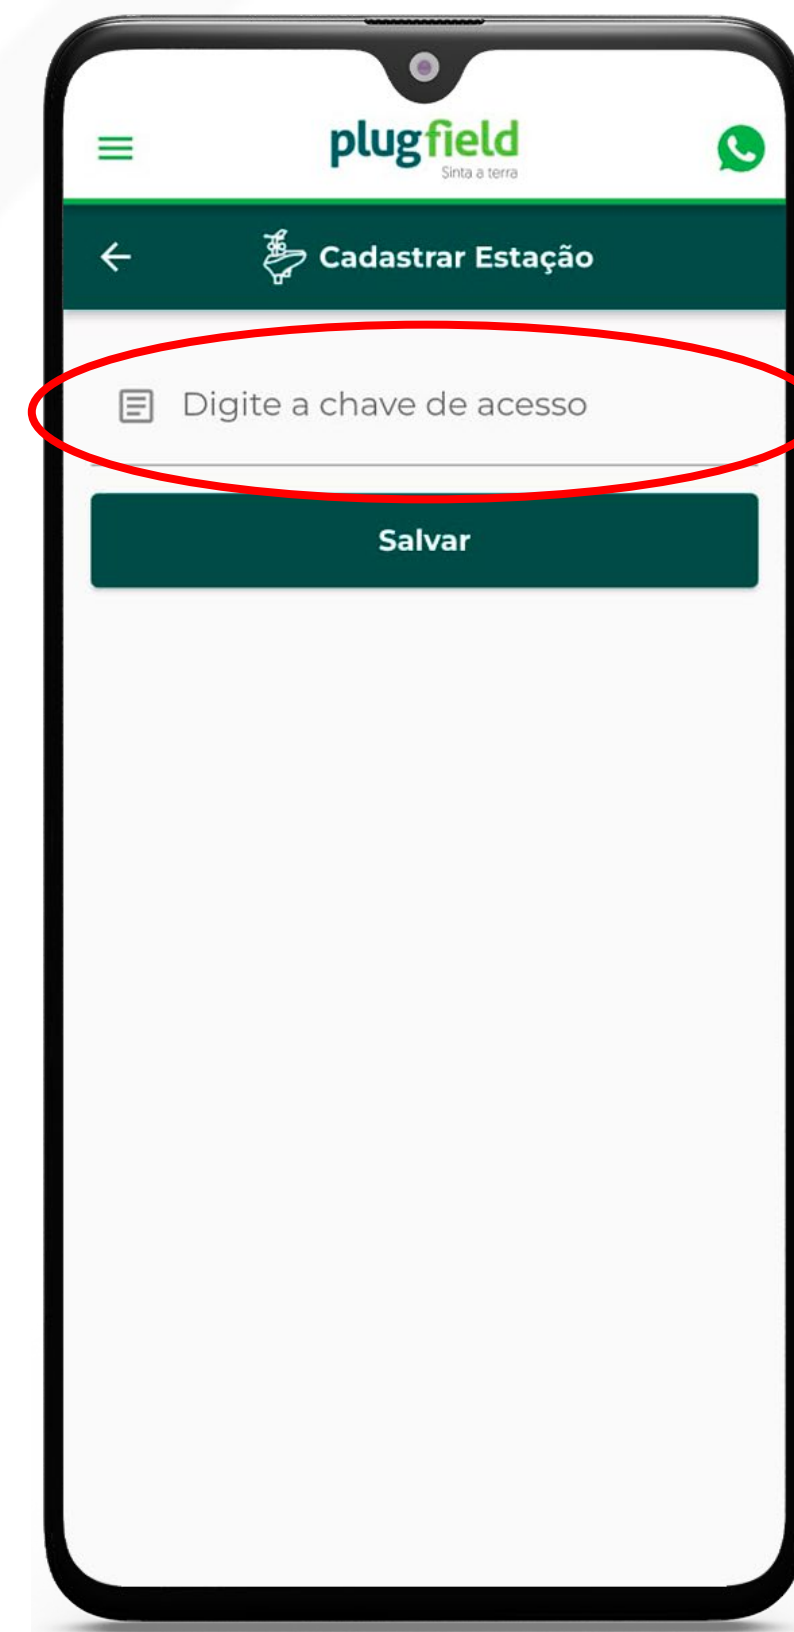 plugfield
Sinta a terra
Cadastrar Estação
Digite a chave de acesso
Salvar